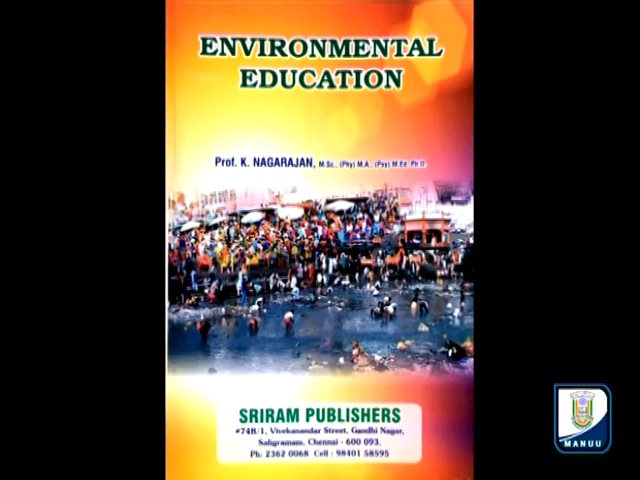 ENVIRONMENTAL
EDUCATION
Prof. K. NAGARAJAN, M.Sc., (Phy) M.A., (Psy) M.Ed. Ph.D.
SRIRAM PUBLISHERS
#74B/1, Vivekanandar Street, Gandhi Nagar,
Saligramam, Chennai - 600 093.
Ph: 2362 0068 Cell : 98401 58595
MANUU